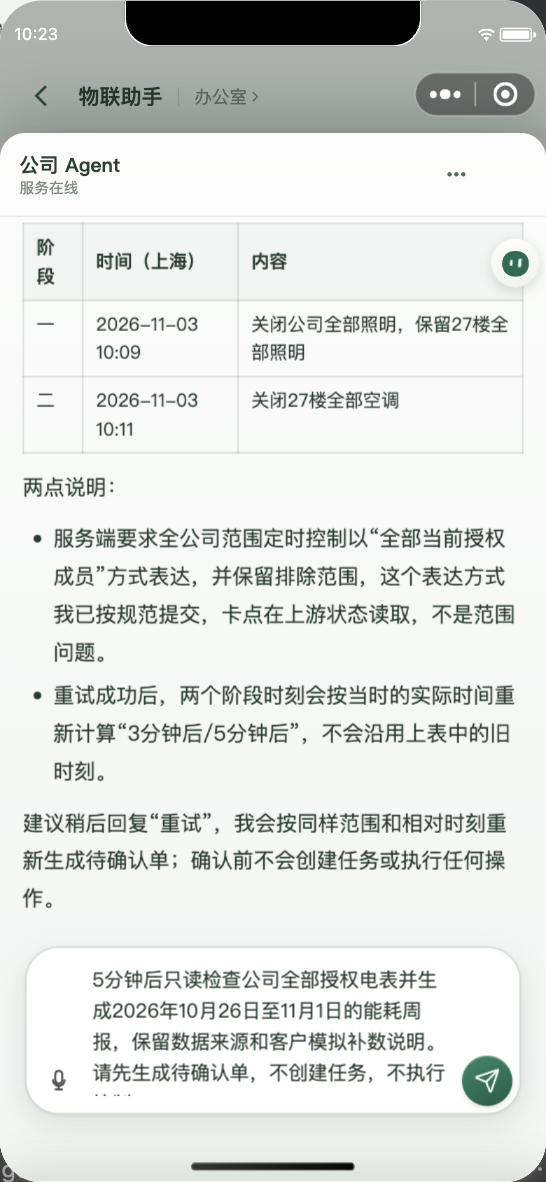 10:23
物联助手
办公室 >
公司 Agent
服务在线
阶
段
时间（上海）
内容
一
2026-11-03
10:09
关闭公司全部照明，保留27楼全
部照明
二
2026-11-03
10:11
关闭27楼全部空调
两点说明：
• 服务端要求全公司范围定时控制以“全部当前授权
成员”方式表达，并保留排除范围，这个表达方式
我已按规范提交，卡点在上游状态读取，不是范围
问题。
• 重试成功后，两个阶段时刻会按当时的实际时间重
新计算“3分钟后/5分钟后”，不会沿用上表中的旧
时刻。
建议稍后回复“重试”，我会按同样范围和相对时刻重
新生成待确认单；确认前不会创建任务或执行任何操
作。
5分钟后只读检查公司全部授权电表并生
成2026年10月26日至11月1日的能耗周
报，保留数据来源和客户模拟补数说明。
请先生成待确认单，不创建任务，不执行